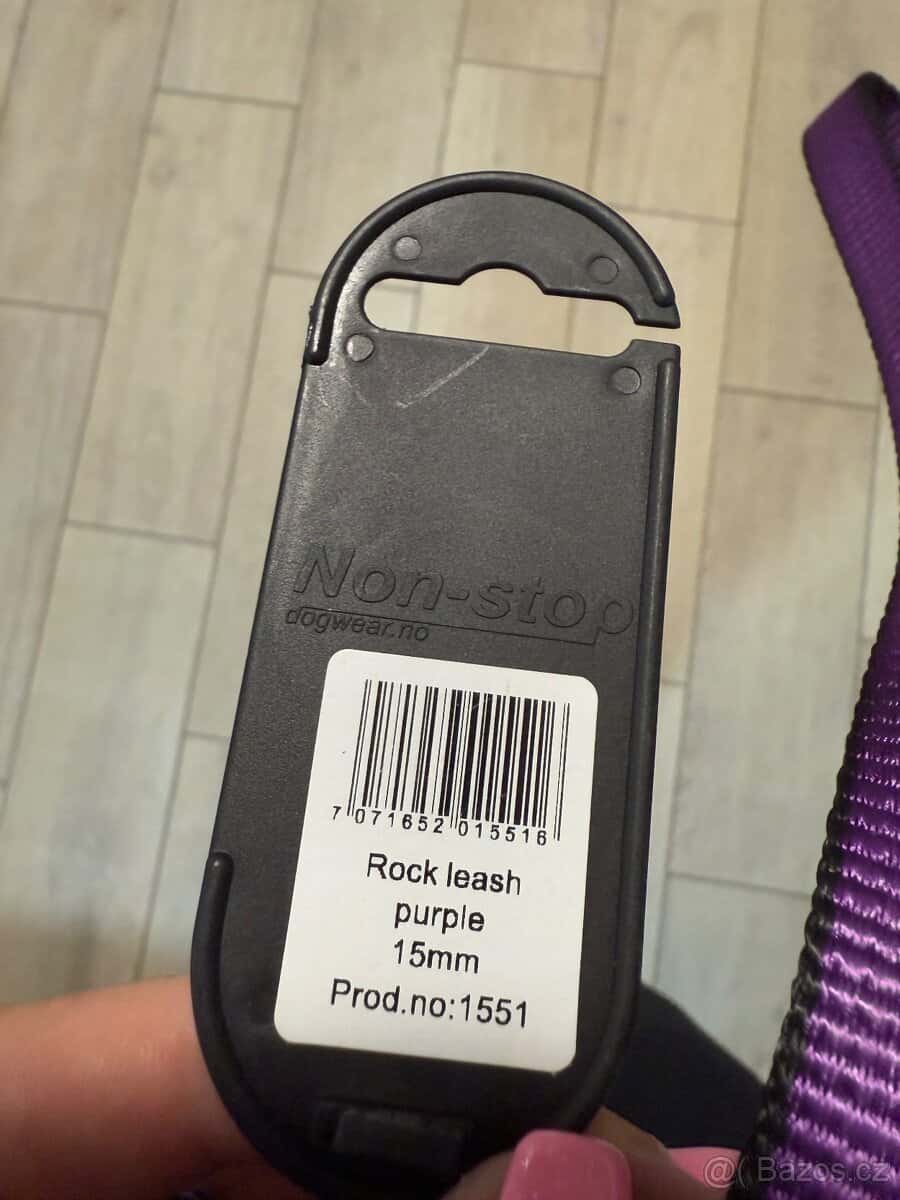 Non-stop
dogwear.no
7 071652 015516
Rock leash
purple
15mm
Prod.no:1551
@( Bazos.cz